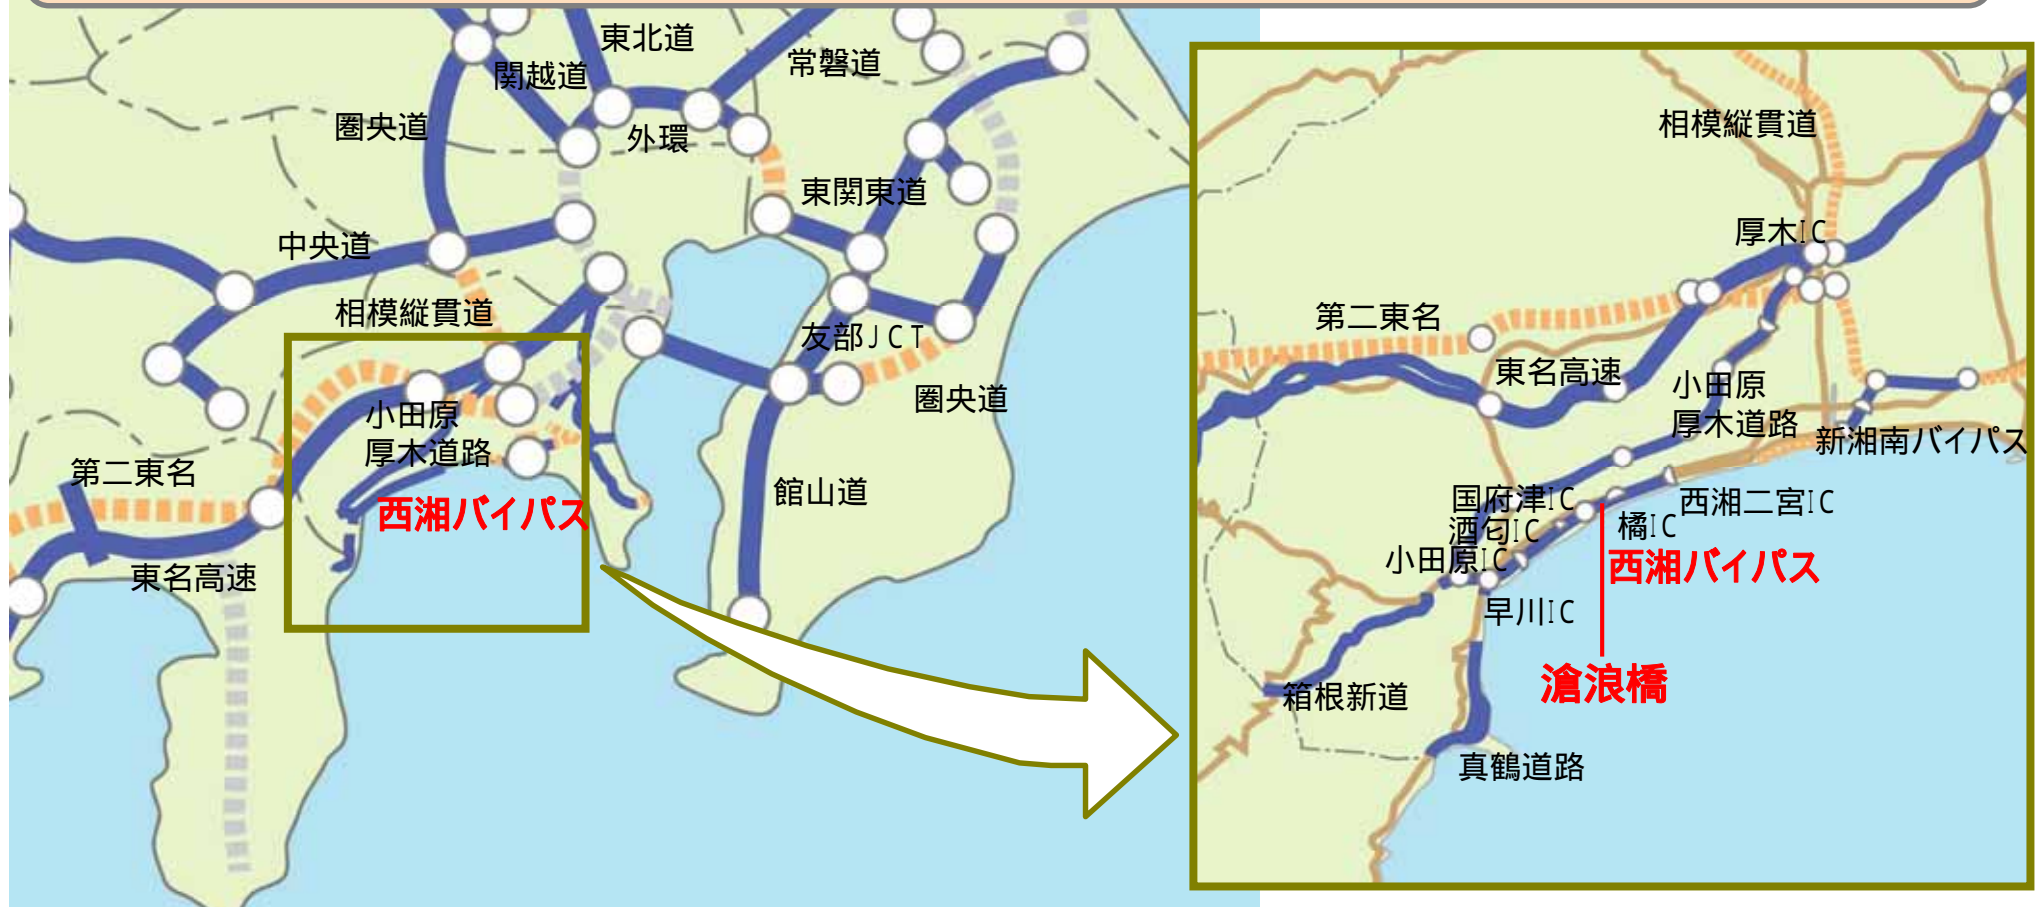 東北道
常磐道
関越道
圏央道
外環
東関東道
中央道
相模縦貫道
友部JCT
小田原
厚木道路
圏央道
第二東名
西湘バイパス
館山道
東名高速
相模縦貫道
厚木IC
第二東名
東名高速
小田原
厚木道路
新湘南バイパス
国府津IC
西湘二宮IC
酒匂IC
橘IC
小田原IC
西湘バイパス
早川IC
滄浪橋
箱根新道
真鶴道路